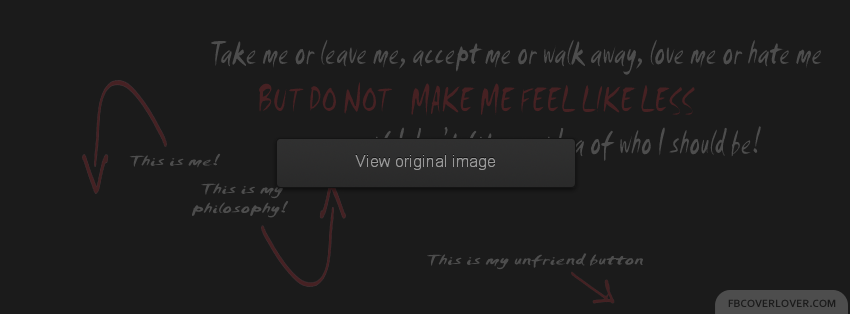 Take me or leave me, accept me or walk away, love me or hate me
BUT DO NOT MAKE ME FEEL LIKE LESS
of who I should be!
View original image
This is me!
This is my
philosophy!
This is my unfriend button
FBCOVERLOVER.COM